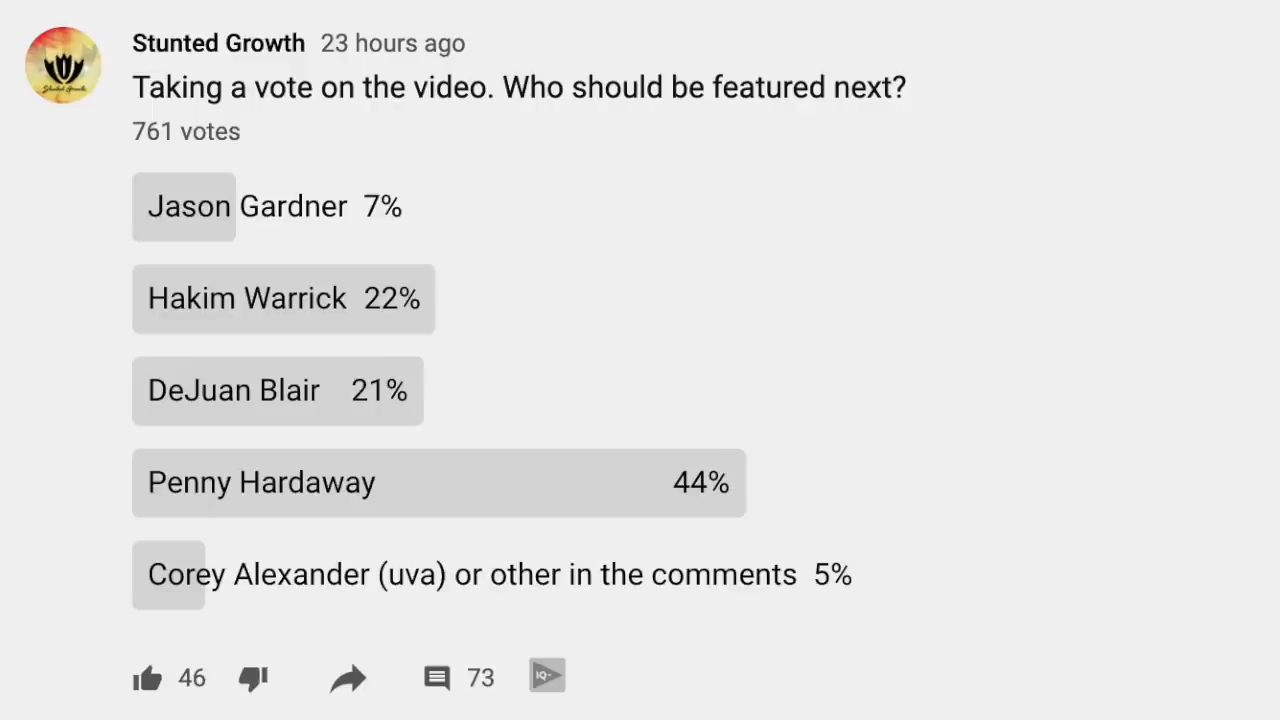 Stunted Growth 23 hours ago
Taking a vote on the video. Who should be featured next?
761 votes
Jason Gardner 7%
Hakim Warrick 22%
DeJuan Blair 21%
Penny Hardaway 44%
Corey Alexander (uva) or other in the comments 5%
46 73 IQ